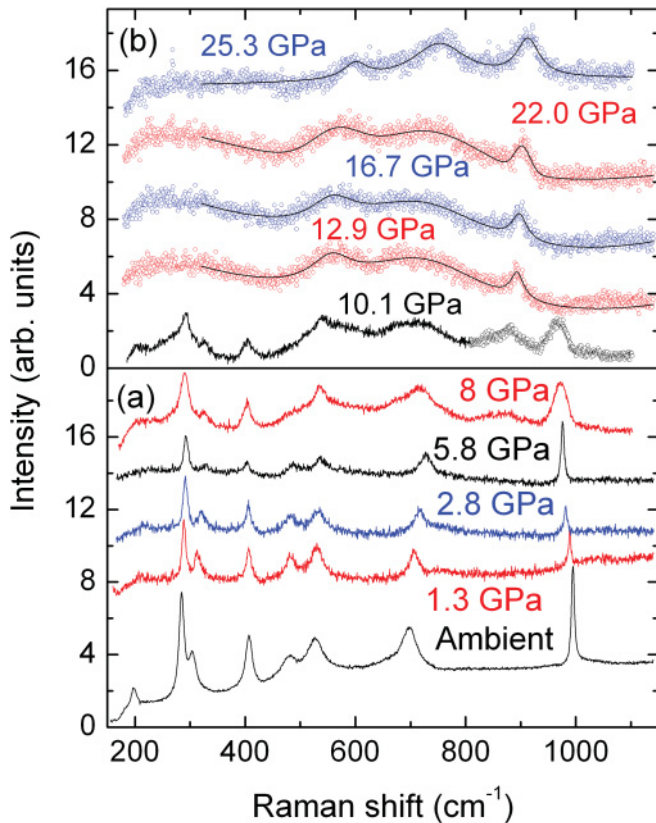 (b)
25.3 GPa
22.0 GPa
16.7 GPa
12.9 GPa
10.1 GPa
16
12
8
4
0
(a)
8 GPa
5.8 GPa
2.8 GPa
1.3 GPa
Ambient
16
12
8
4
0
200 400 600 800 1000
Raman shift (cm⁻¹)
Intensity (arb. units)